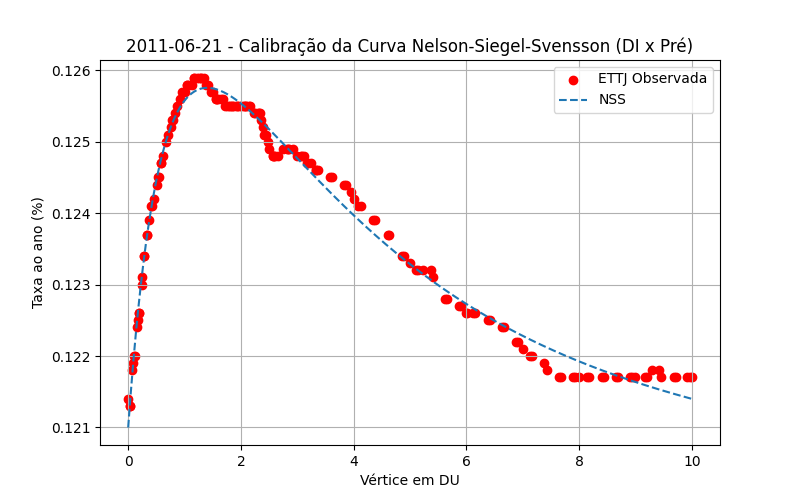 2011-06-21 - Calibração da Curva Nelson-Siegel-Svensson (DI x Pré)
ETTJ Observada
NSS
Taxa ao ano (%)
0.126
0.125
0.124
0.123
0.122
0.121
0 2 4 6 8 10
Vértice em DU